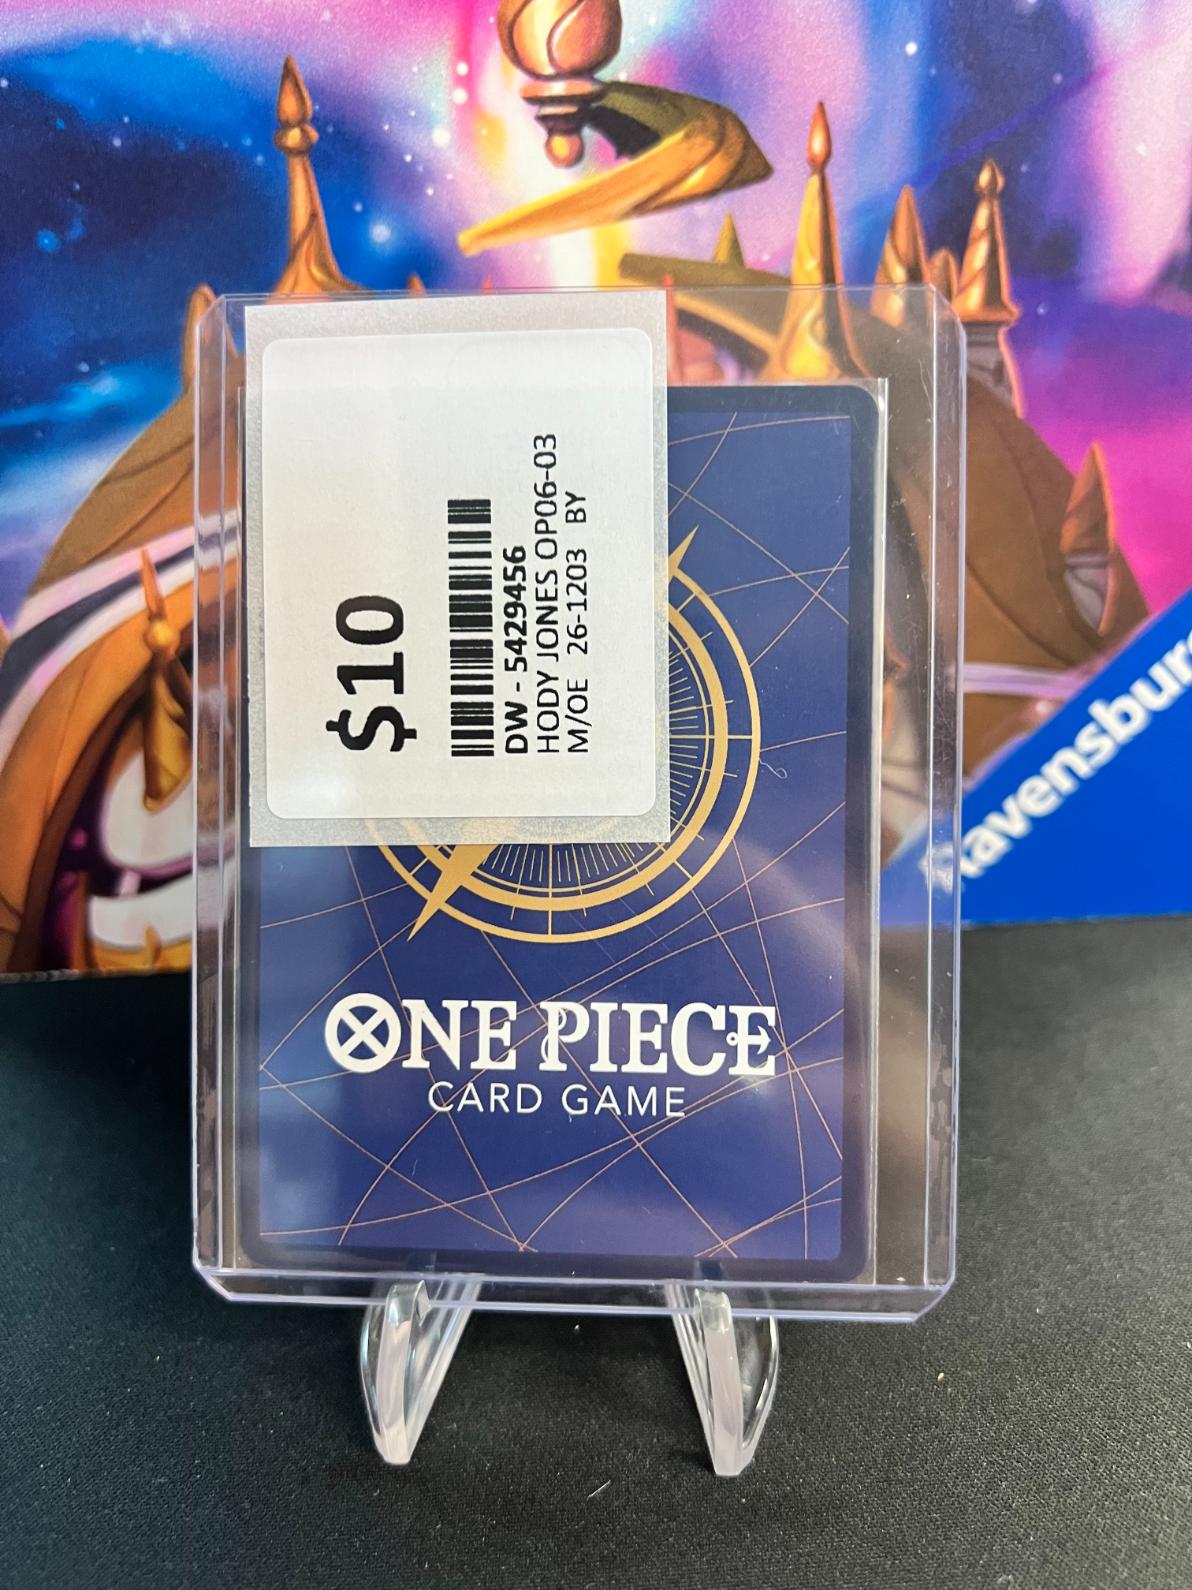 $10
DW - 5429456
HODY JONES OP06-03
M/OE 26-1203 BY
ONE PIECE
CARD GAME
Ravensbur